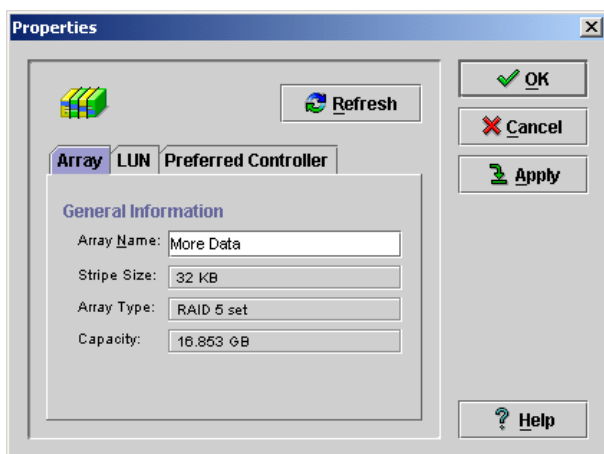 Properties
Refresh
OK
Cancel
Apply
Array LUN Preferred Controller
General Information
Array Name: More Data
Stripe Size: 32 KB
Array Type: RAID 5 set
Capacity: 16.853 GB
Help